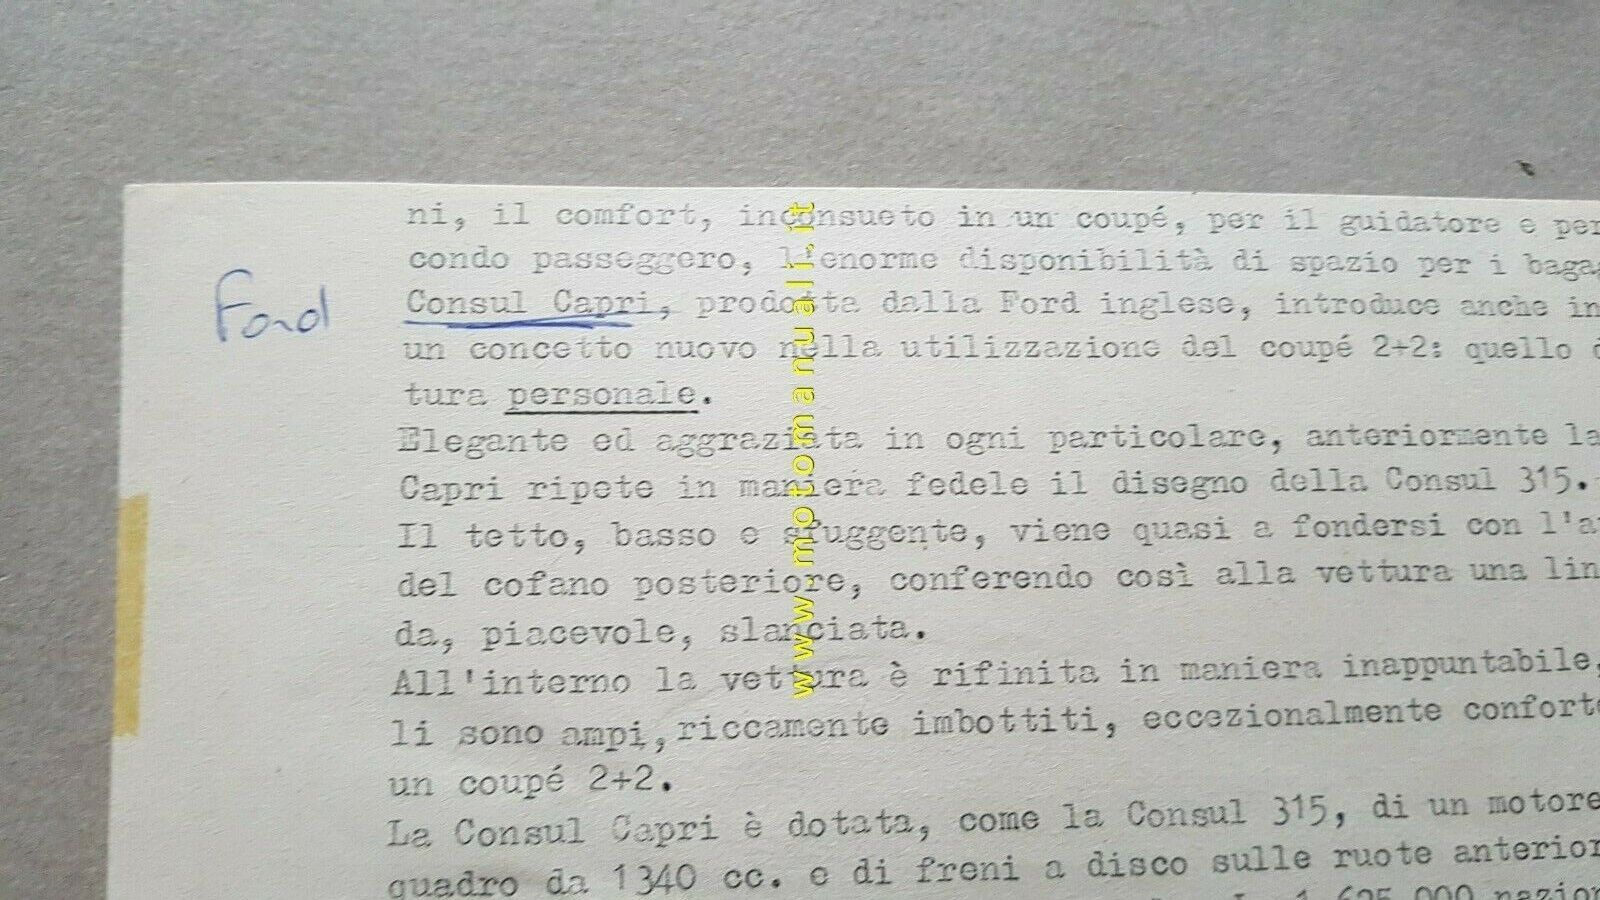 ni, il comfort, inconsueto in un coupé, per il guidatore e per
condo passeggero, l'enorme disponibilità di spazio per i baga
Ford
Consul Capri, prodotta dalla Ford inglese, introduce anche in
un concetto nuovo nella utilizzazione del coupé 2+2: quello
tura personale.
Elegante ed aggraziata in ogni particolare, anteriormente la
Capri ripete in maniera fedele il disegno della Consul 315.
Il tetto, basso e sfuggente, viene quasi a fondersi con l'a
del cofano posteriore, conferendo così alla vettura una lin
da, piacevole, slanciata.
All'interno la vettura è rifinita in maniera inappuntabile,
li sono ampi, riccamente imbottiti, eccezionalmente confort
un coupé 2+2.
La Consul Capri è dotata, come la Consul 315, di un motore
quadro da 1340 cc. e di freni a disco sulle ruote anterior
L. 1.625.000 nazion
www.motomanuali.it